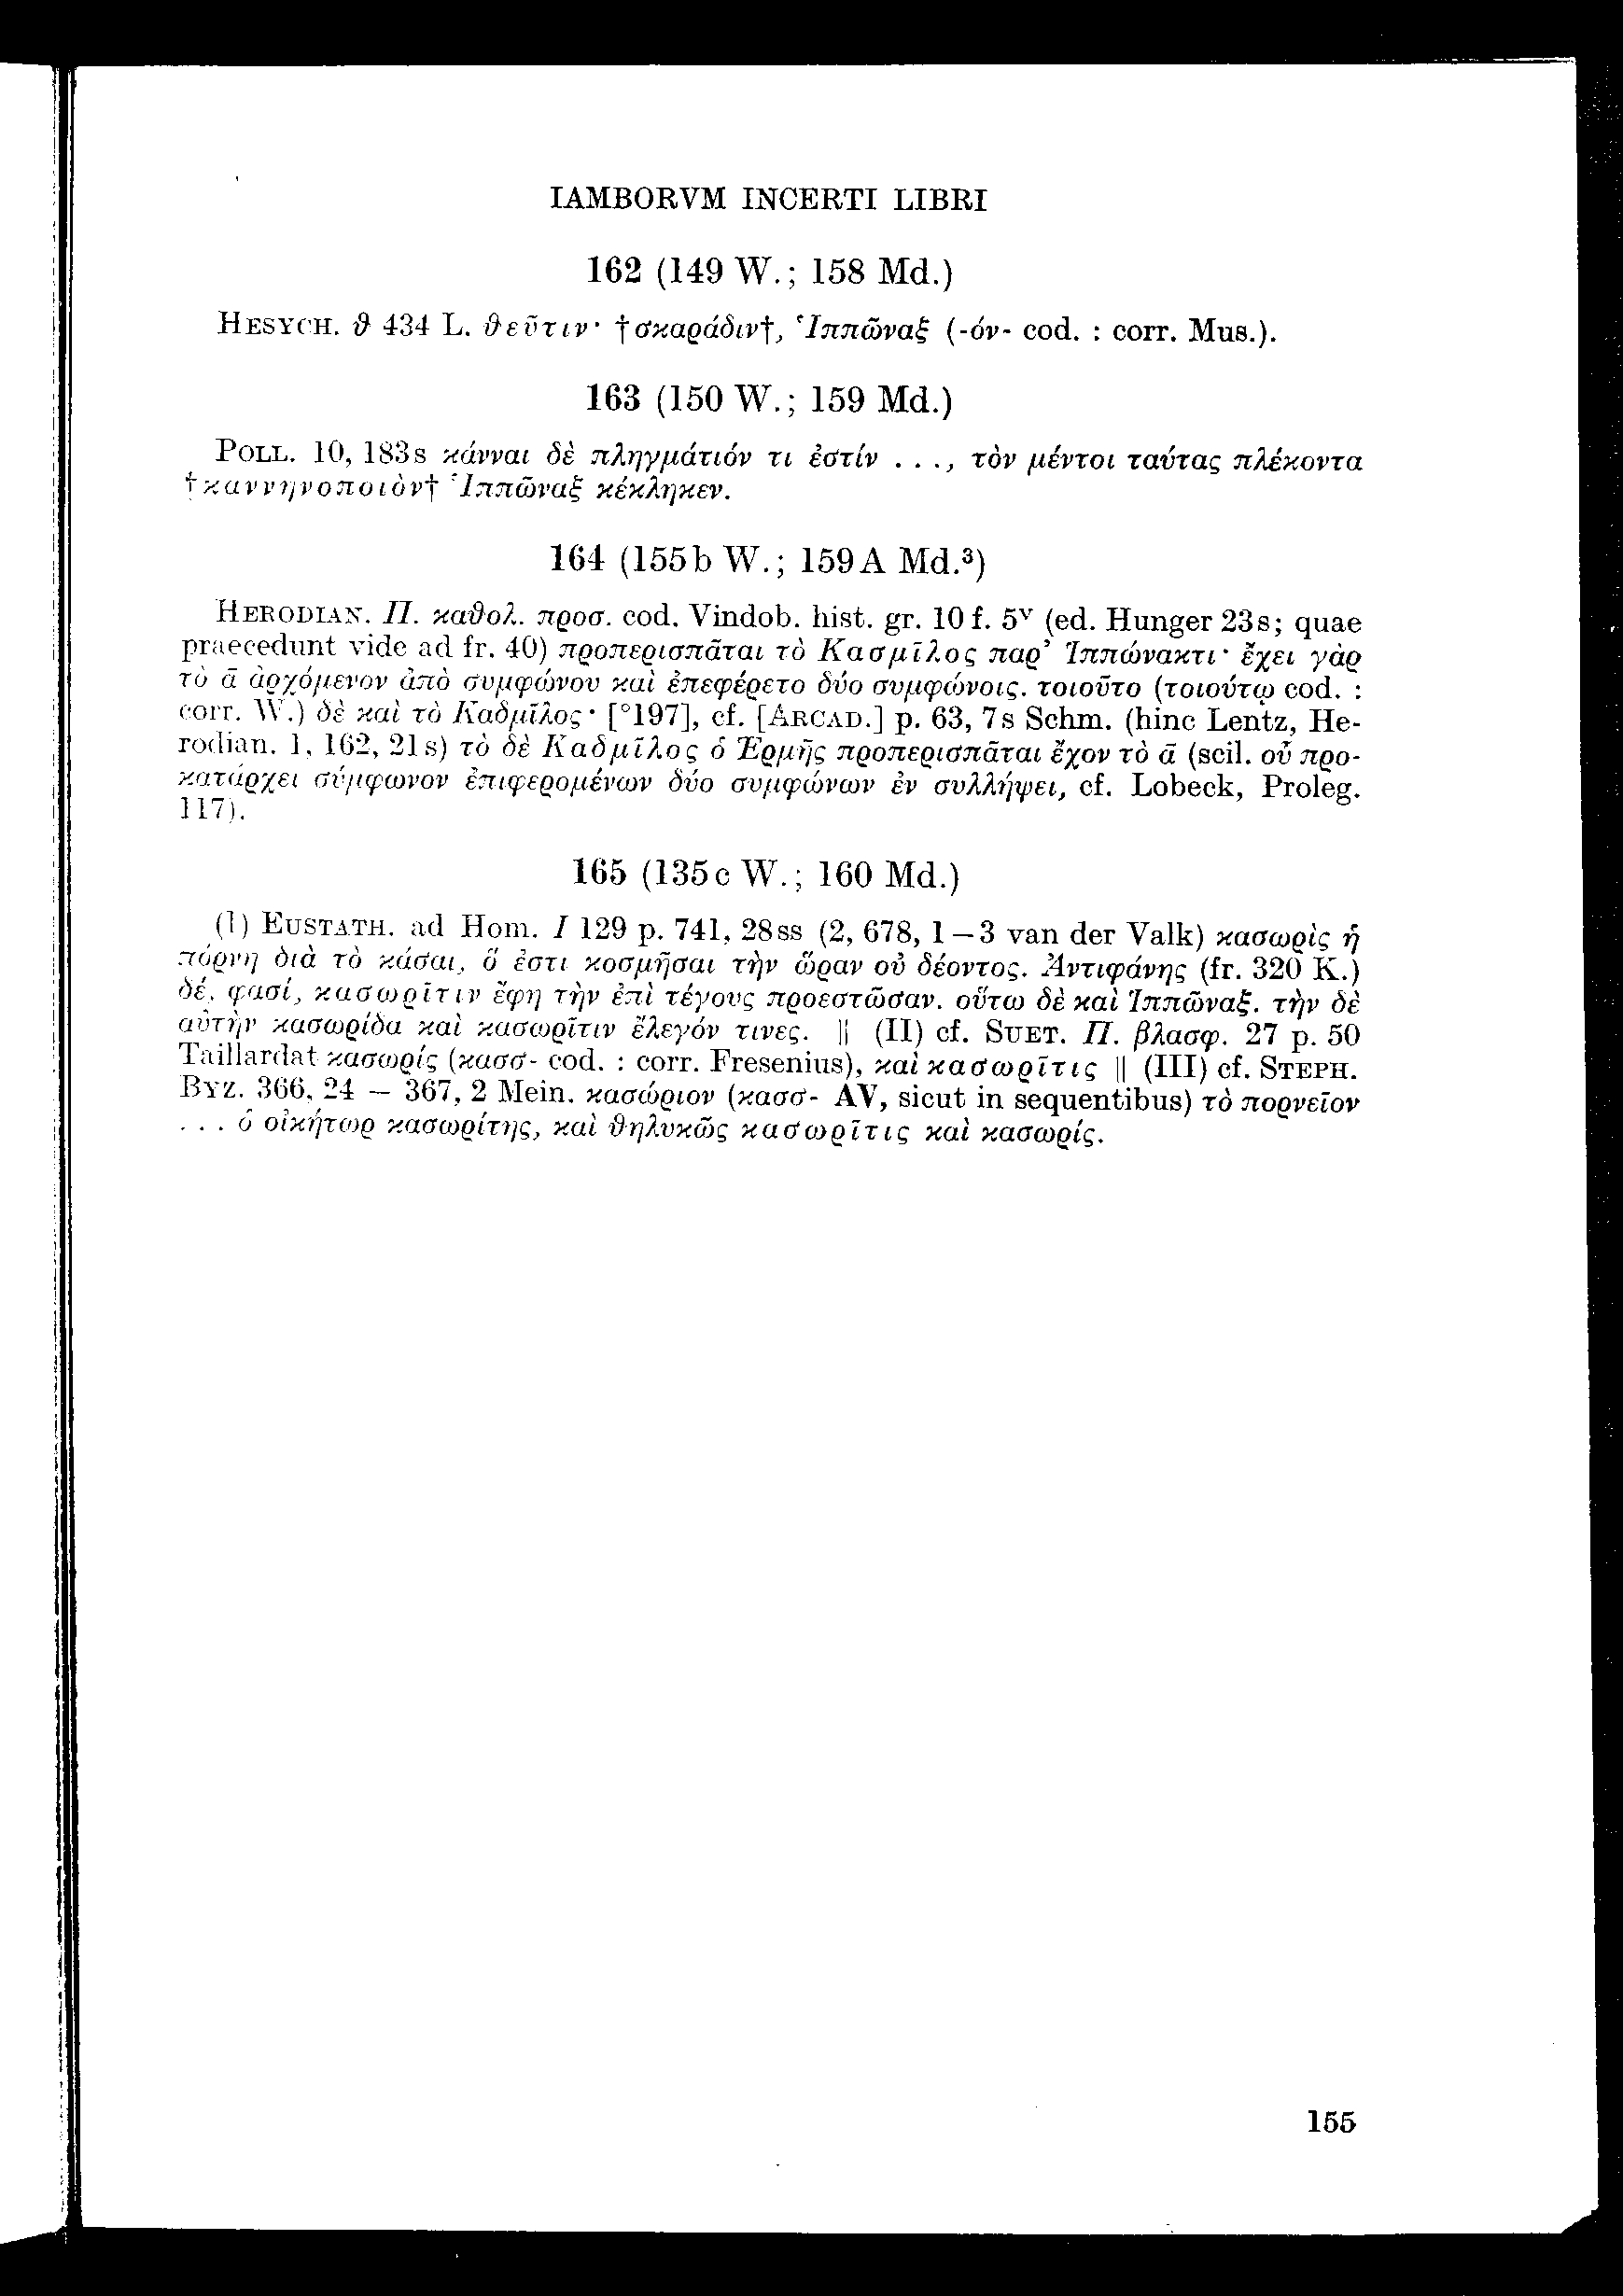 IAMBORVM INCERTI LIBRI
162 (149 W.; 158 Md.)
HESYCH. ϑ 434 L. ϑεῦτιν· †σκαράδιν†, Ἱππῶναξ (-όν- cod. : corr. Mus.).
163 (150 W.; 159 Md.)
POLL. 10, 183s κάνναι δὲ πληγμάτιόν τι ἐστίν . . ., τὸν μέντοι ταύτας πλέκοντα
†καννηνοποιὸν† Ἱππῶναξ κέκληκεν.
164 (155b W.; 159A Md.³)
HERODIAN. Π. καϑολ. προσ. cod. Vindob. hist. gr. 10 f. 5ᵛ (ed. Hunger 23s; quae
praecedunt vide ad fr. 40) προπερισπᾶται τὸ Κασμῖλος παρ’ Ἱππώνακτι· ἔχει γὰρ
τὸ ᾱ ἀρχόμενον ἀπὸ συμφώνου καὶ ἐπεφέρετο δύο συμφώνοις. τοιοῦτο (τοιούτῳ cod. :
corr. W.) δὲ καὶ τὸ Καδμῖλος· [°197], cf. [ARCAD.] p. 63, 7s Schm. (hinc Lentz, He-
rodian. 1, 162, 21s) τὸ δὲ Καδμῖλος ὁ Ἑρμῆς προπερισπᾶται ἔχον τὸ ᾱ (scil. οὗ προ-
κατάρχει σύμφωνον ἐπιφερομένων δύο συμφώνων ἐν συλλήψει, cf. Lobeck, Proleg.
117).
165 (135c W.; 160 Md.)
(I) EUSTATH. ad Hom. I 129 p. 741, 28ss (2, 678, 1–3 van der Valk) κασωρὶς ἡ
πόρνη διὰ τὸ κάσαι, ὅ ἐστι κοσμῆσαι τὴν ὥραν οὐ δέοντος. Ἀντιφάνης (fr. 320 K.)
δέ, φασί, κασωρῖτιν ἔφη τὴν ἐπὶ τέγους προεστῶσαν. οὕτω δὲ καὶ Ἱππῶναξ. τὴν δὲ
αὐτὴν κασωρίδα καὶ κασωρῖτιν ἔλεγόν τινες. || (II) cf. SUET. Π. βλασφ. 27 p. 50
Taillardat κασωρίς (κασσ- cod. : corr. Fresenius), καὶ κασωρῖτις || (III) cf. STEPH.
BYZ. 366, 24 – 367, 2 Mein. κασώριον (κασσ- AV, sicut in sequentibus) τὸ πορνεῖον
. . . ὁ οἰκήτωρ κασωρίτης, καὶ ϑηλυκῶς κασωρῖτις καὶ κασωρίς.
155